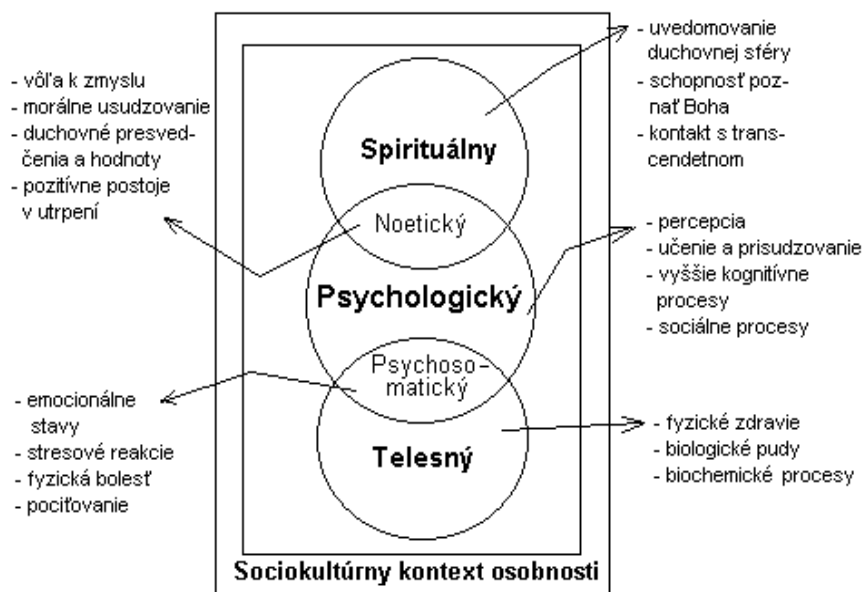 - uvedomovanie
duchovnej sféry
- schopnosť poz-
nať Boha
- kontakt s trans-
cendetnom
- vôľa k zmyslu
- morálne usudzovanie
- duchovné presved-
čenia a hodnoty
- pozitívne postoje
v utrpení
Spirituálny
Noetický
- percepcia
- učenie a prisudzovanie
- vyššie kognitívne
procesy
- sociálne procesy
Psychologický
Psychoso-
matický
- emocionálne
stavy
- stresové reakcie
- fyzická bolesť
- pociťovanie
Telesný
- fyzické zdravie
- biologické pudy
- biochemické procesy
Sociokultúrny kontext osobnosti